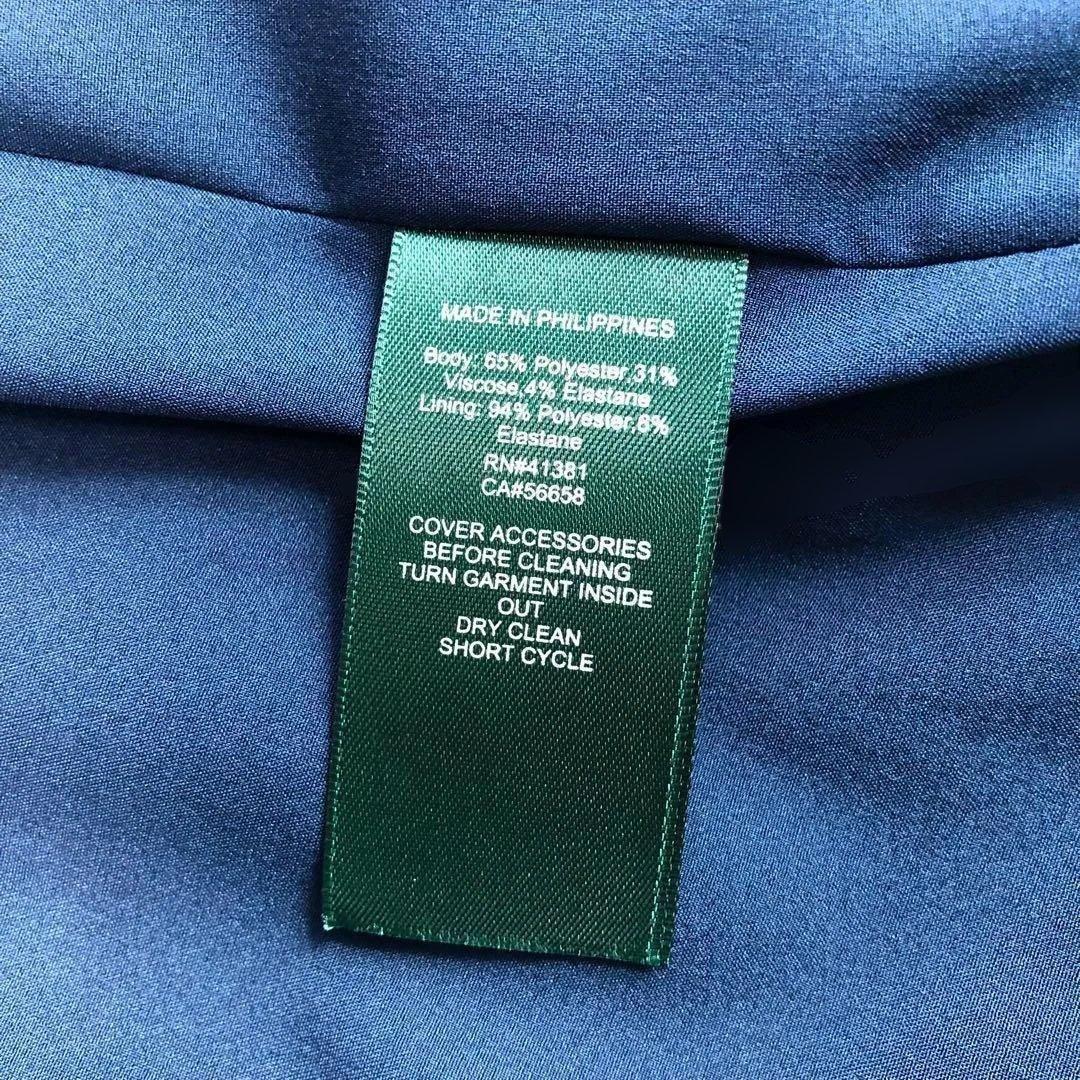 MADE IN PHILIPPINES
Body: 65% Polyester,31%
Viscose,4% Elastane
Lining: 94% Polyester,6%
Elastane
RN#41381
CA#56658
COVER ACCESSORIES
BEFORE CLEANING
TURN GARMENT INSIDE
OUT
DRY CLEAN
SHORT CYCLE